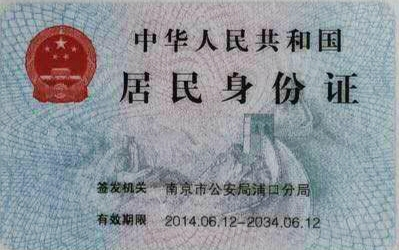 中华人民共和国
居民身份证
签发机关 南京市公安局浦口分局
有效期限 2014.06.12-2034.06.12